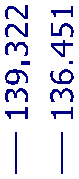 — 139,322
— 136.451